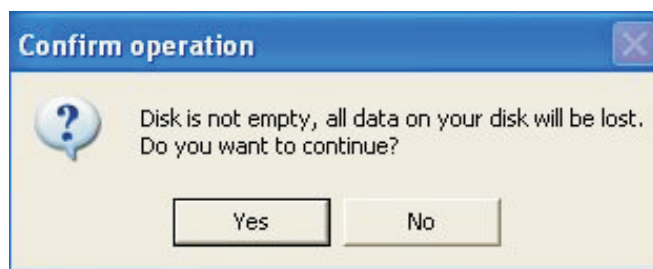 Confirm operation
Disk is not empty, all data on your disk will be lost.
Do you want to continue?
Yes No